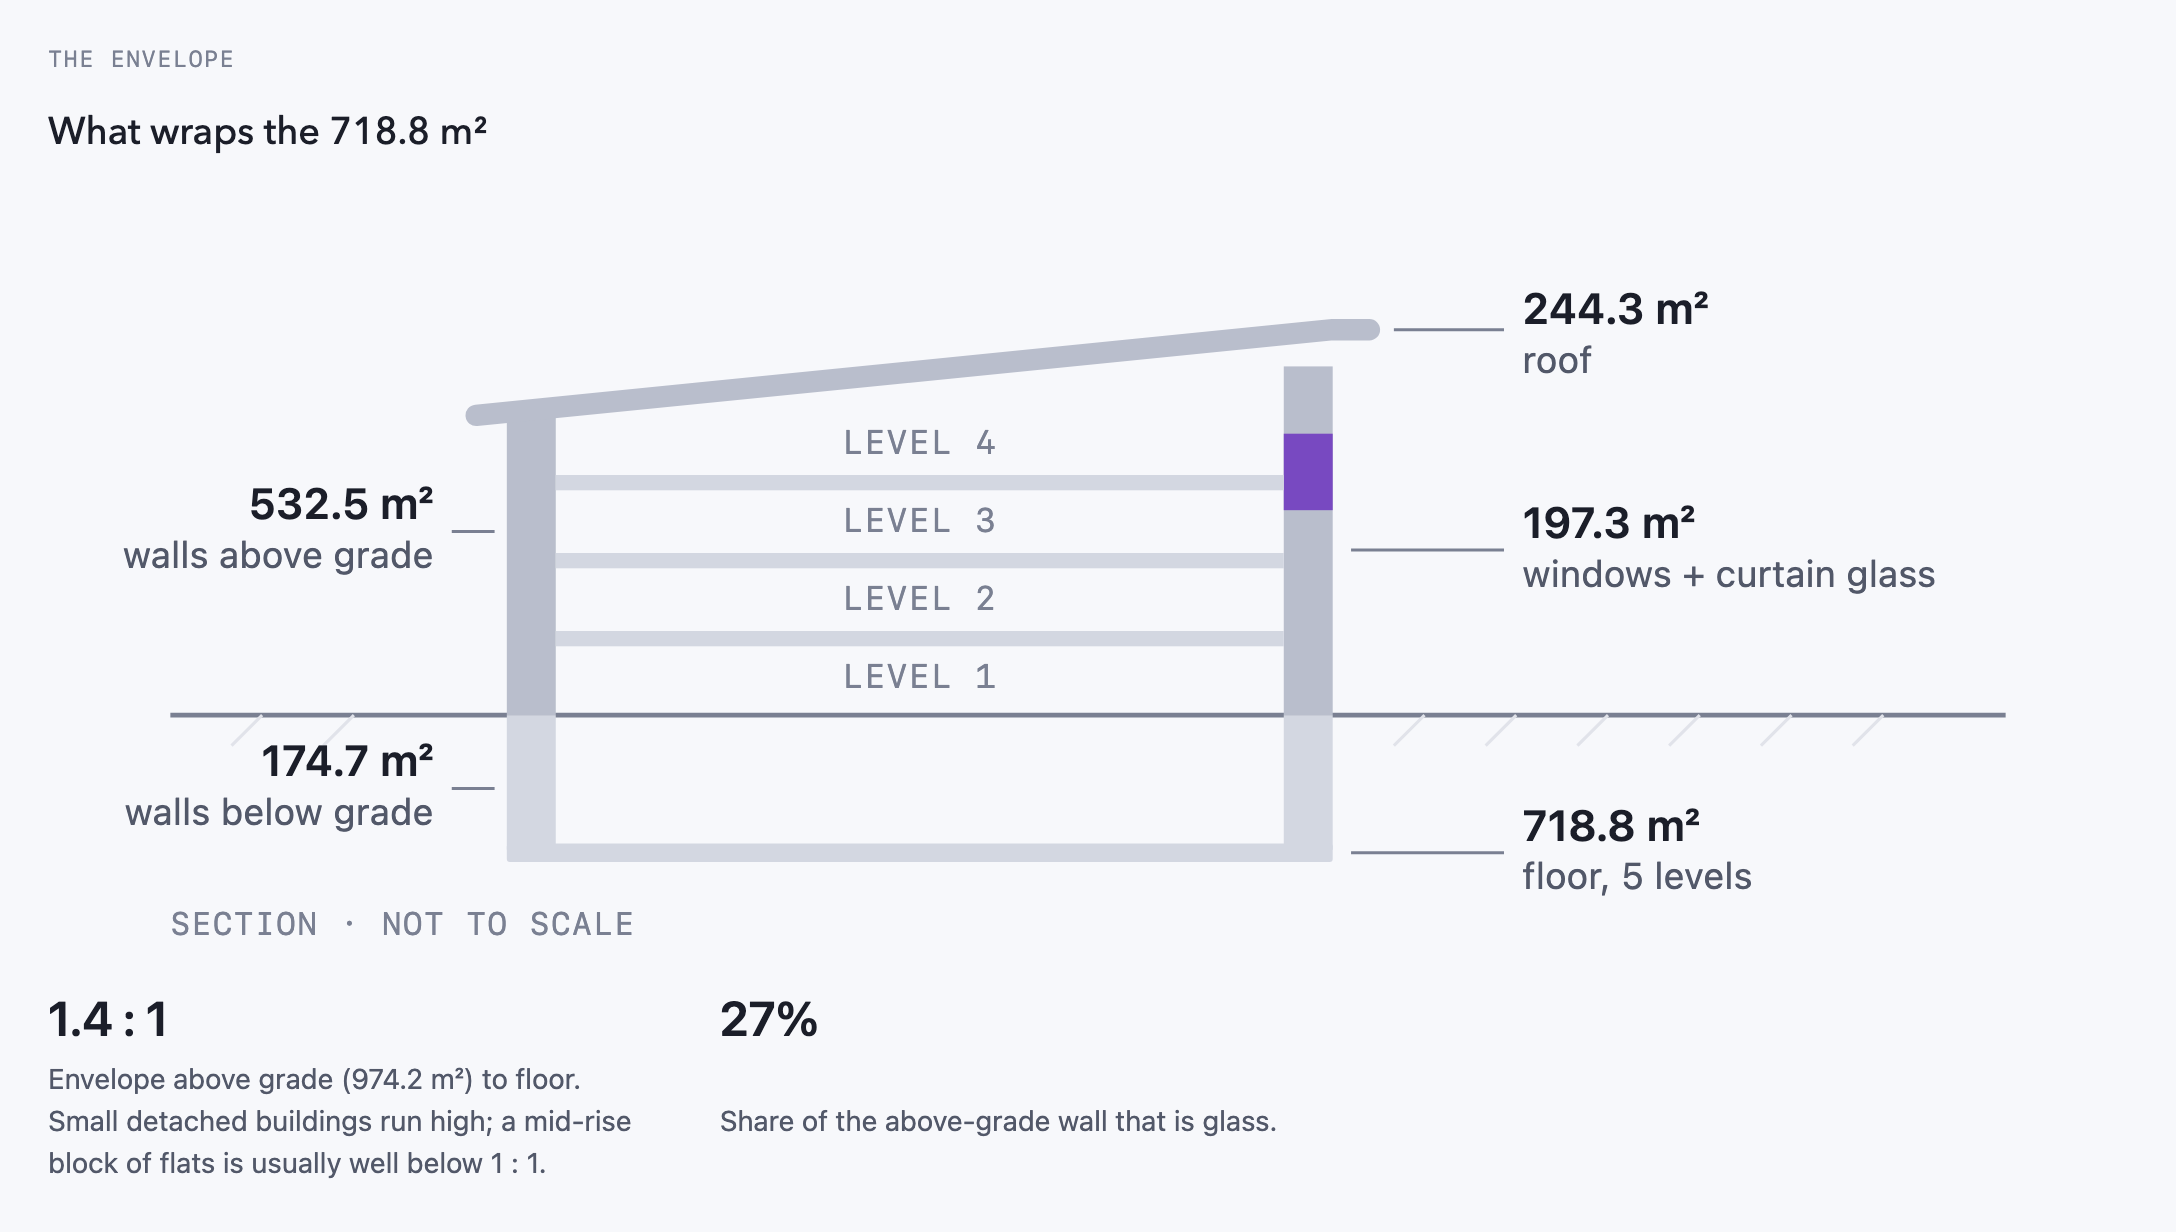 THE ENVELOPE
What wraps the 718.8 m²
244.3 m²
roof
LEVEL 4
532.5 m²
walls above grade
LEVEL 3
197.3 m²
windows + curtain glass
LEVEL 2
LEVEL 1
174.7 m²
walls below grade
718.8 m²
floor, 5 levels
SECTION · NOT TO SCALE
1.4 : 1
Envelope above grade (974.2 m²) to floor.
Small detached buildings run high; a mid-rise
block of flats is usually well below 1 : 1.
27%
Share of the above-grade wall that is glass.